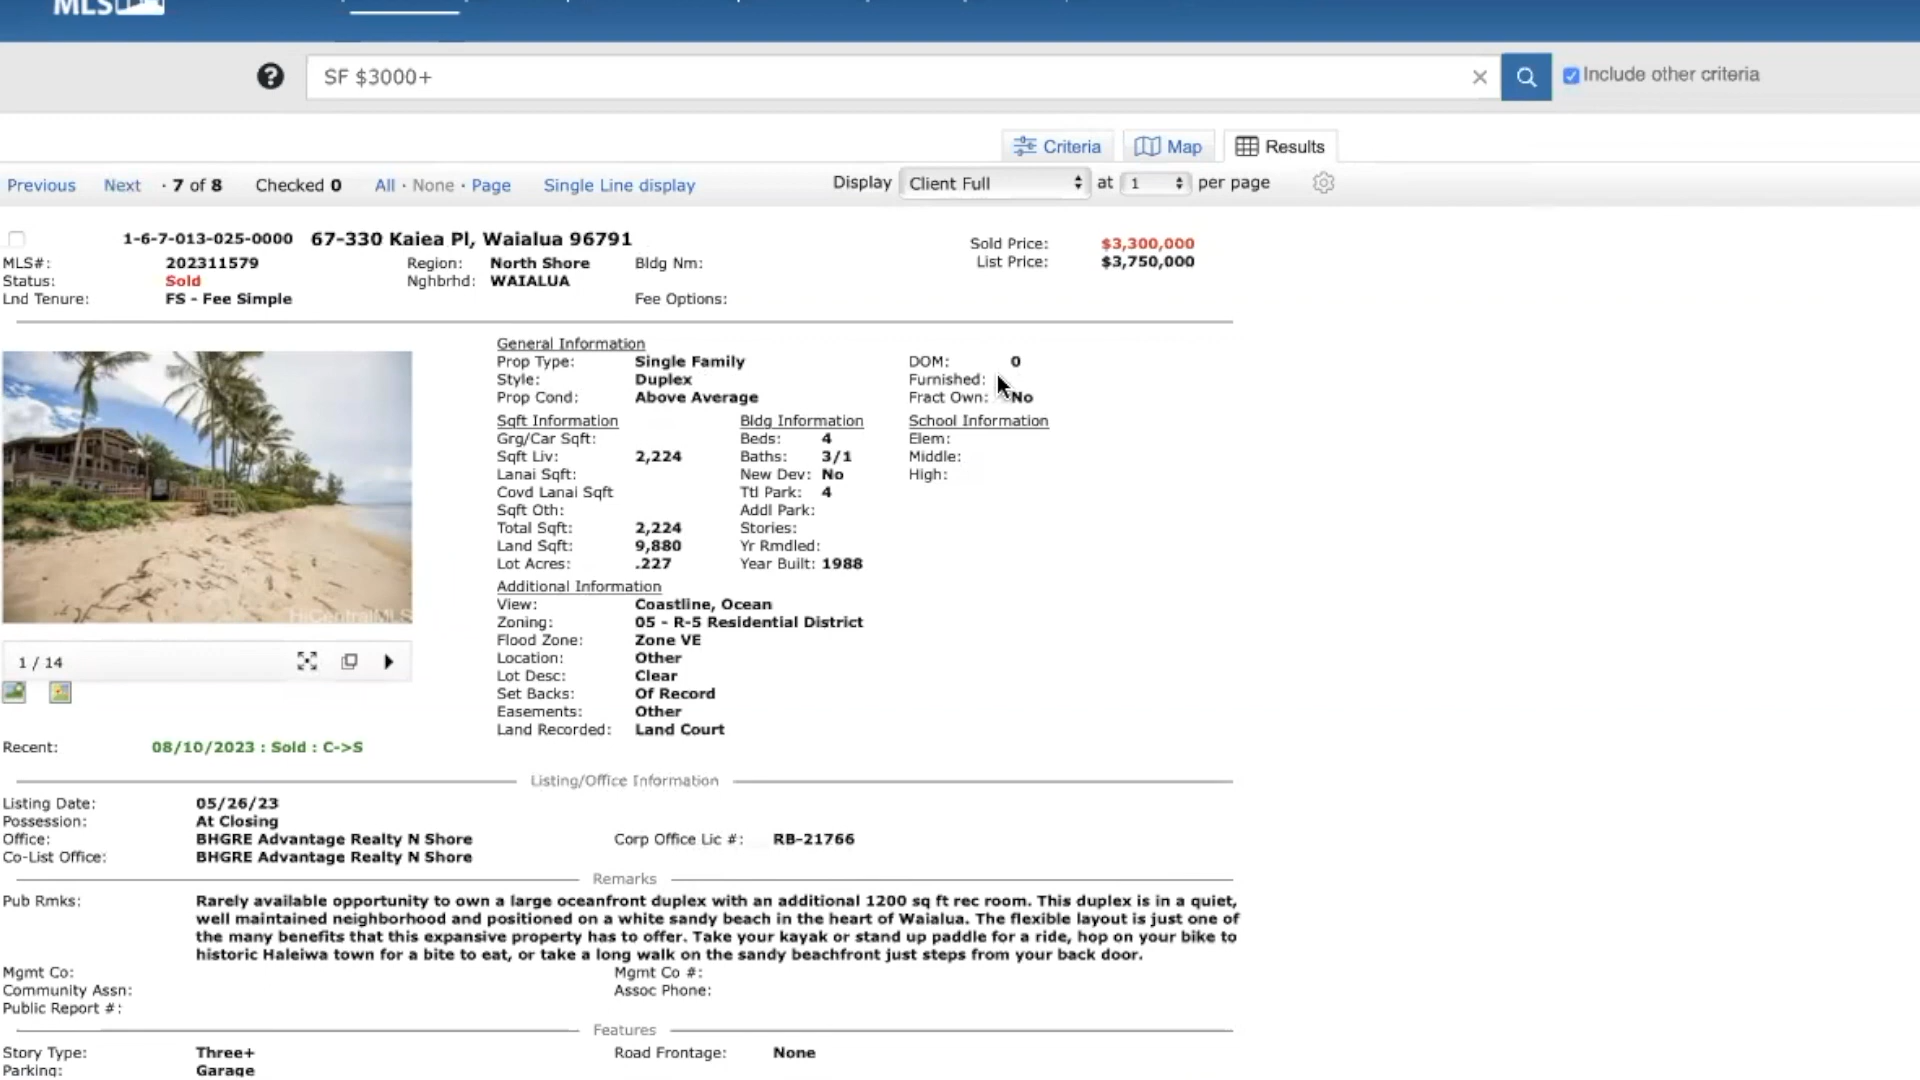 MLS
SF $3000+
Include other criteria
Criteria
Map
Results
Previous Next · 7 of 8 Checked 0 All · None · Page Single Line display Display Client Full at 1 per page
1-6-7-013-025-0000 67-330 Kaiea Pl, Waialua 96791
Sold Price: $3,300,000
List Price: $3,750,000
MLS#: 202311579 Region: North Shore Bldg Nm:
Status: Sold Nghbrhd: WAIALUA
Lnd Tenure: FS - Fee Simple Fee Options:
General Information
Prop Type: Single Family DOM: 0
Style: Duplex Furnished:
Prop Cond: Above Average Fract Own: No
Sqft Information Bldg Information School Information
Grg/Car Sqft: Beds: 4 Elem:
Sqft Liv: 2,224 Baths: 3/1 Middle:
Lanai Sqft: New Dev: No High:
Covd Lanai Sqft Ttl Park: 4
Sqft Oth: Addl Park:
Total Sqft: 2,224 Stories:
Land Sqft: 9,880 Yr Rmdled:
Lot Acres: .227 Year Built: 1988
Additional Information
View: Coastline, Ocean
Zoning: 05 - R-5 Residential District
Flood Zone: Zone VE
Location: Other
Lot Desc: Clear
Set Backs: Of Record
Easements: Other
Land Recorded: Land Court
HiCentralMLS
1 / 14
Recent: 08/10/2023 : Sold : C->S
Listing/Office Information
Listing Date: 05/26/23
Possession: At Closing
Office: BHGRE Advantage Realty N Shore Corp Office Lic #: RB-21766
Co-List Office: BHGRE Advantage Realty N Shore
Remarks
Pub Rmks: Rarely available opportunity to own a large oceanfront duplex with an additional 1200 sq ft rec room. This duplex is in a quiet,
well maintained neighborhood and positioned on a white sandy beach in the heart of Waialua. The flexible layout is just one of
the many benefits that this expansive property has to offer. Take your kayak or stand up paddle for a ride, hop on your bike to
historic Haleiwa town for a bite to eat, or take a long walk on the sandy beachfront just steps from your back door.
Mgmt Co: Mgmt Co #:
Community Assn: Assoc Phone:
Public Report #:
Features
Story Type: Three+ Road Frontage: None
Parking: Garage